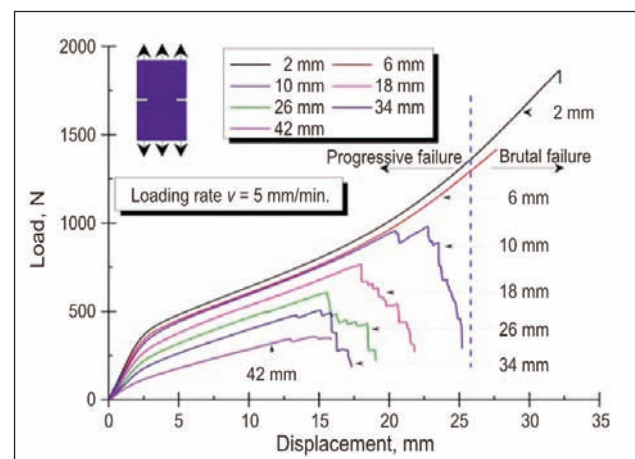 2000
1500
1000
500
0
Load, N
2 mm 6 mm
10 mm 18 mm
26 mm 34 mm
42 mm
2 mm
Progressive failure Brutal failure
Loading rate v = 5 mm/min.
6 mm
10 mm
18 mm
26 mm
34 mm
42 mm
0 5 10 15 20 25 30 35
Displacement, mm